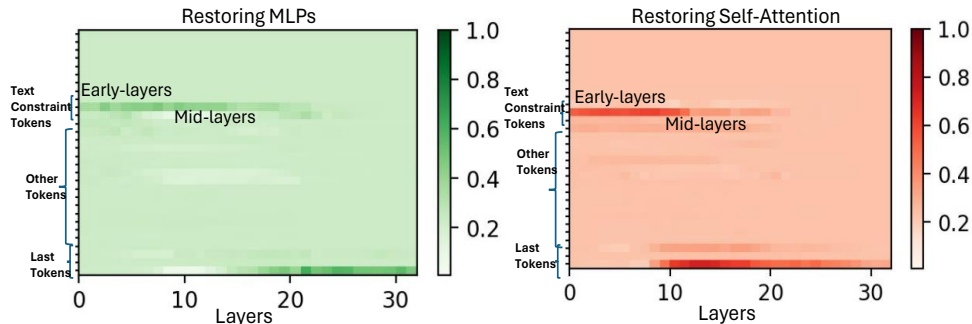 Restoring MLPs
Text
Constraint
Tokens
Early-layers
Mid-layers
Other
Tokens
Last
Tokens
0
10
20
30
Layers
1.0
0.8
0.6
0.4
0.2
Restoring Self-Attention
Text
Constraint
Tokens
Early-layers
Mid-layers
Other
Tokens
Last
Tokens
0
10
20
30
Layers
1.0
0.8
0.6
0.4
0.2